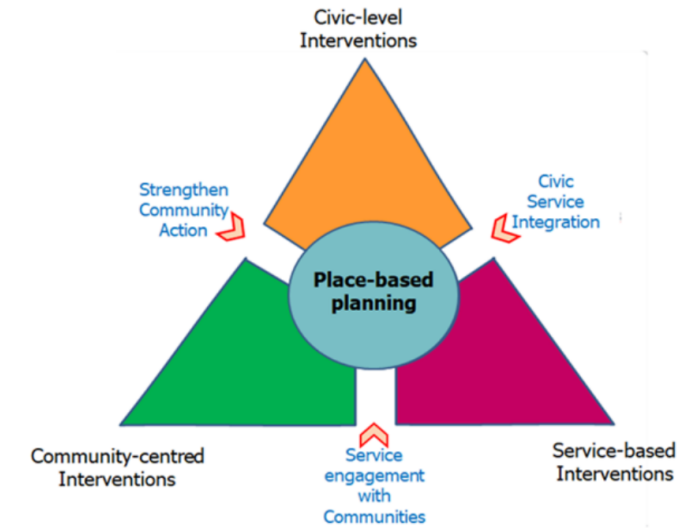 Civic-level
Interventions
Strengthen
Community
Action
Civic
Service
Integration
Place-based
planning
Community-centred
Interventions
Service
engagement
with
Communities
Service-based
Interventions